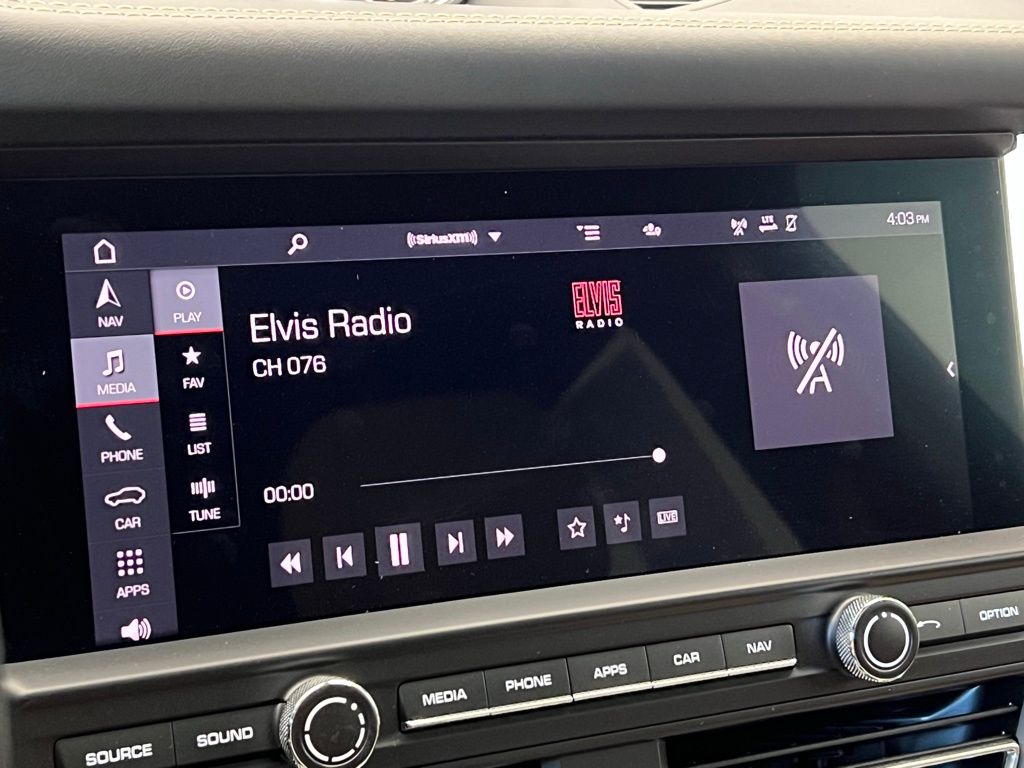 ((SiriusXM))
LTE
4:03 PM
NAV
PLAY
Elvis Radio
ELVIS
RADIO
CH 076
MEDIA
FAV
PHONE
LIST
CAR
TUNE
00:00
LIVE
APPS
SOURCE
SOUND
MEDIA
PHONE
APPS
CAR
NAV
OPTION